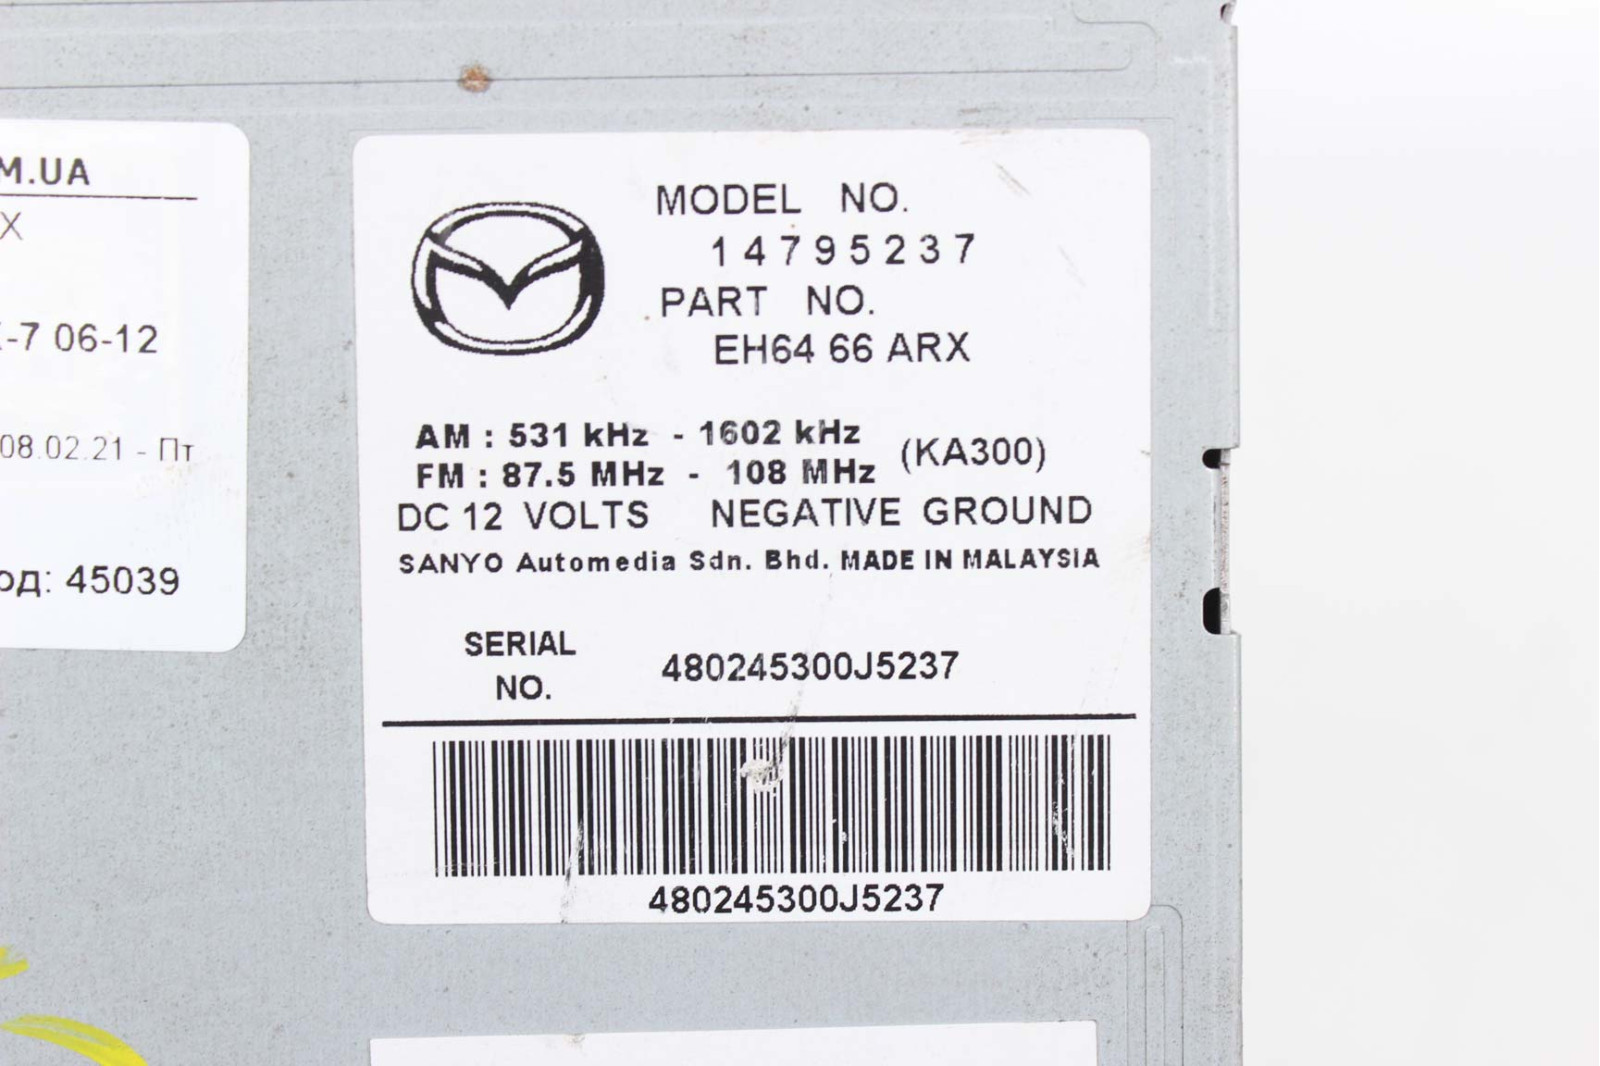 M.UA
X
-7 06-12
08.02.21 - Пт
од: 45039
MODEL NO.
14795237
PART NO.
EH64 66 ARX
AM : 531 kHz - 1602 kHz
FM : 87.5 MHz - 108 MHz
(KA300)
DC 12 VOLTS NEGATIVE GROUND
SANYO Automedia Sdn. Bhd. MADE IN MALAYSIA
SERIAL
NO.
480245300J5237
480245300J5237